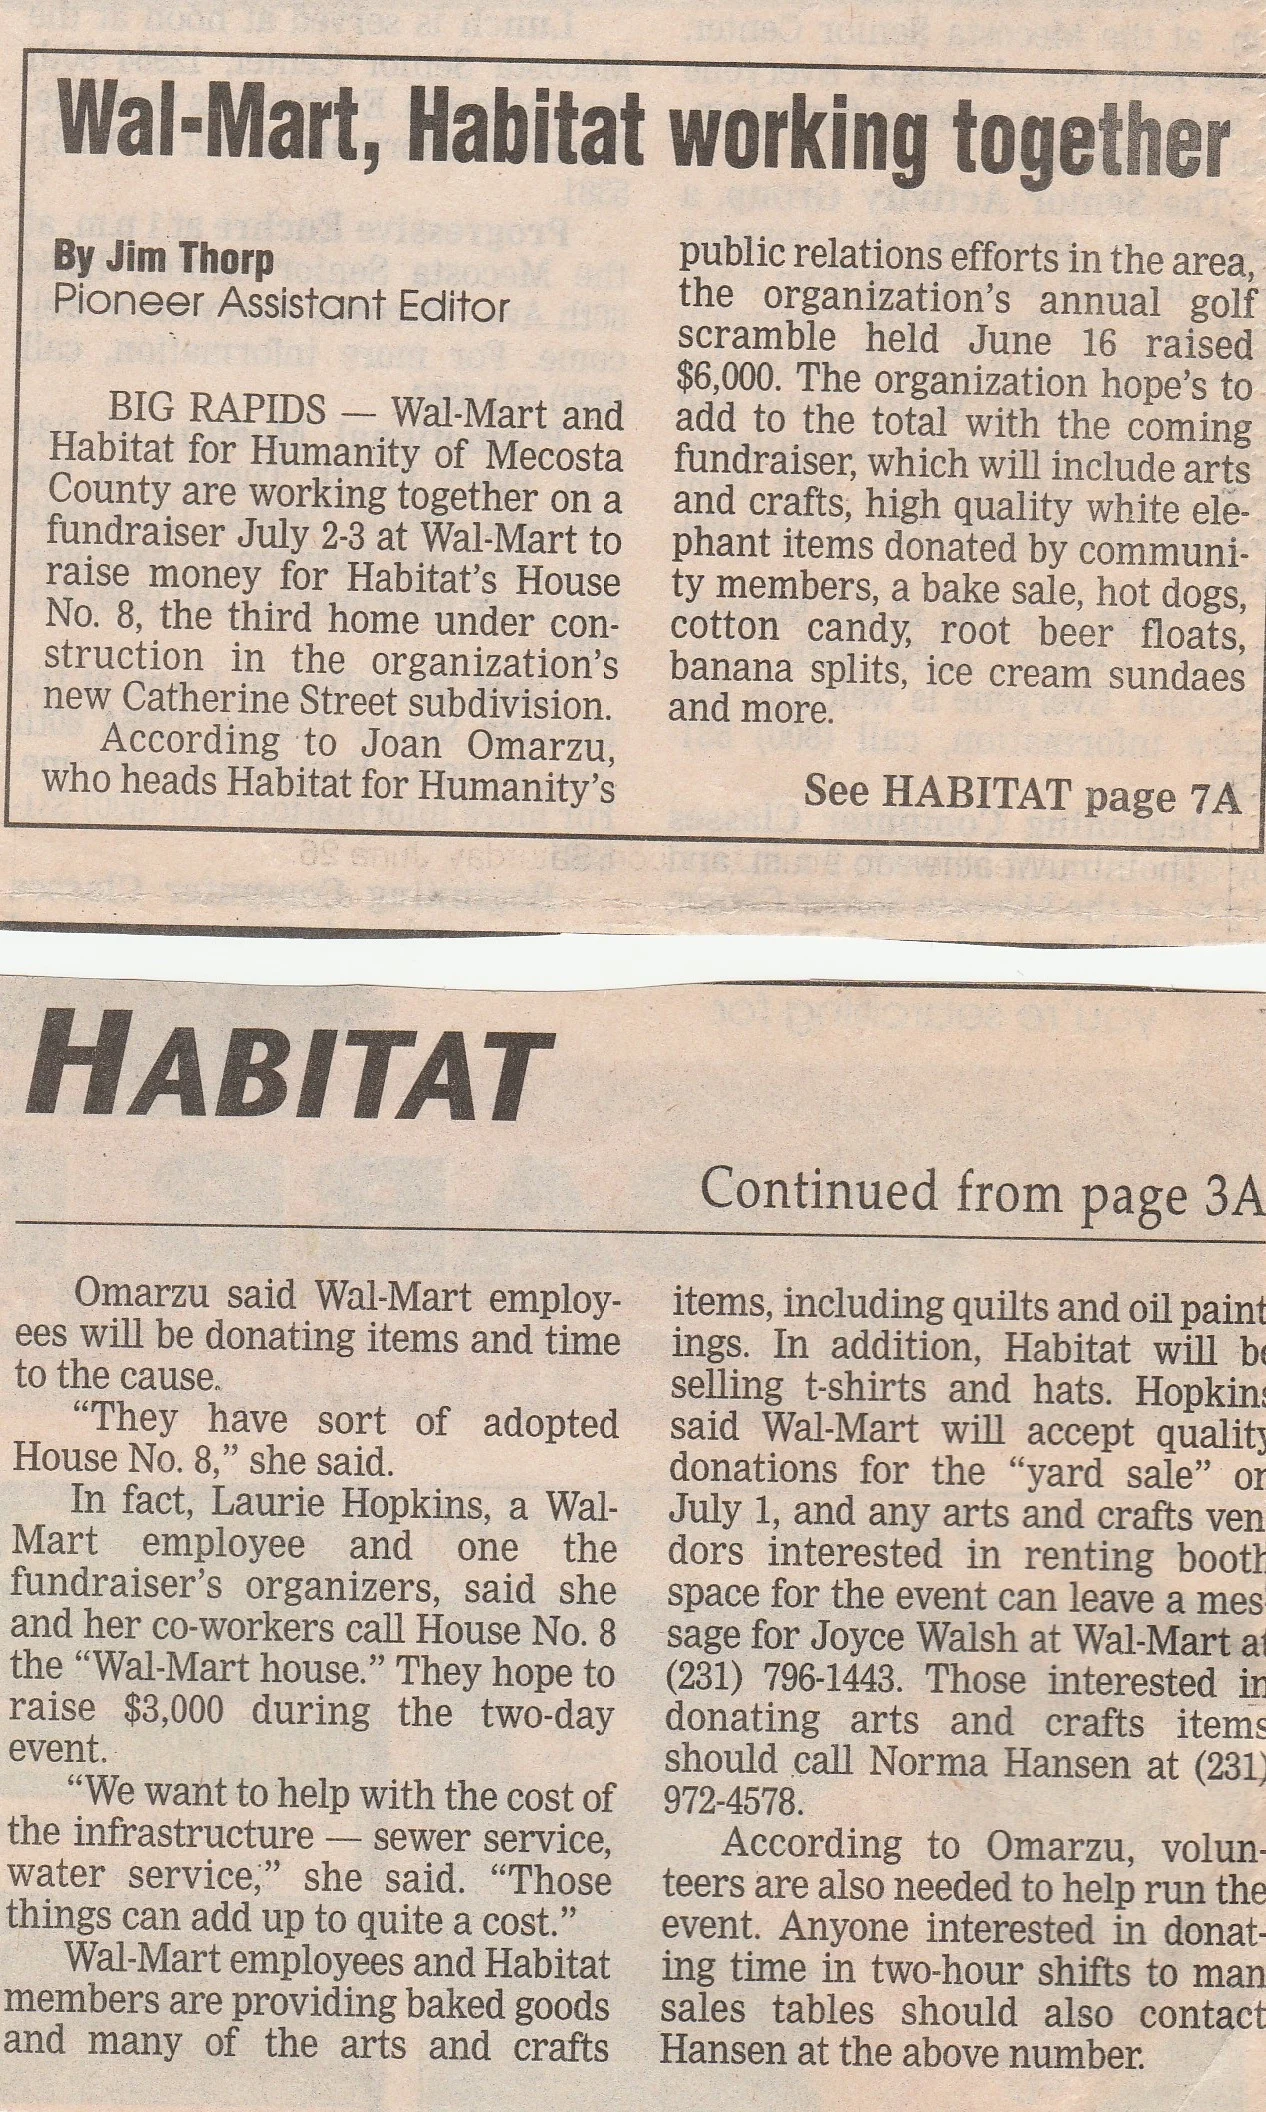 Wal-Mart, Habitat working together
By Jim Thorp
Pioneer Assistant Editor
BIG RAPIDS — Wal-Mart and
Habitat for Humanity of Mecosta
County are working together on a
fundraiser July 2-3 at Wal-Mart to
raise money for Habitat's House
No. 8, the third home under con-
struction in the organization's
new Catherine Street subdivision.
According to Joan Omarzu,
who heads Habitat for Humanity's
public relations efforts in the area,
the organization's annual golf
scramble held June 16 raised
$6,000. The organization hope's to
add to the total with the coming
fundraiser, which will include arts
and crafts, high quality white ele-
phant items donated by communi-
ty members, a bake sale, hot dogs,
cotton candy, root beer floats,
banana splits, ice cream sundaes
and more.
See HABITAT page 7A
HABITAT
Continued from page 3A
Omarzu said Wal-Mart employ-
ees will be donating items and time
to the cause.
“They have sort of adopted
House No. 8,” she said.
In fact, Laurie Hopkins, a Wal-
Mart employee and one the
fundraiser's organizers, said she
and her co-workers call House No. 8
the “Wal-Mart house.” They hope to
raise $3,000 during the two-day
event.
“We want to help with the cost of
the infrastructure — sewer service,
water service,” she said. “Those
things can add up to quite a cost.”
Wal-Mart employees and Habitat
members are providing baked goods
and many of the arts and crafts
items, including quilts and oil paint
ings. In addition, Habitat will be
selling t-shirts and hats. Hopkins
said Wal-Mart will accept quality
donations for the “yard sale” on
July 1, and any arts and crafts ven
dors interested in renting booth
space for the event can leave a mes-
sage for Joyce Walsh at Wal-Mart at
(231) 796-1443. Those interested in
donating arts and crafts items
should call Norma Hansen at (231)
972-4578.
According to Omarzu, volun-
teers are also needed to help run the
event. Anyone interested in donat-
ing time in two-hour shifts to man
sales tables should also contact
Hansen at the above number.